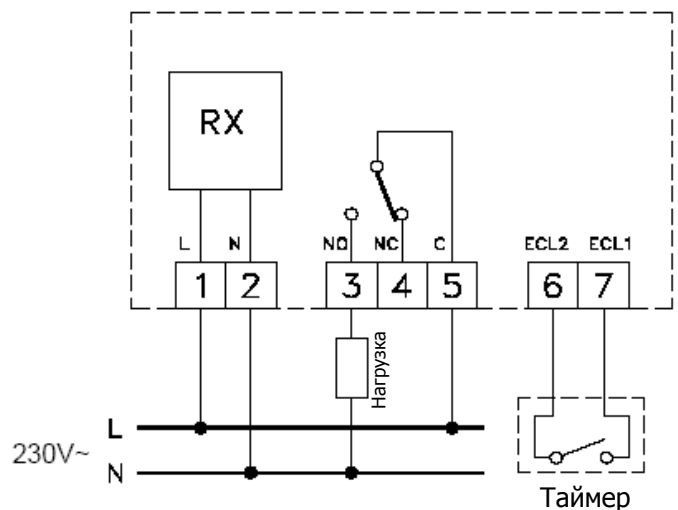 RX
L N NO NC C ECL2 ECL1
1 2 3 4 5 6 7
Нагрузка
L
230V~
N
Таймер